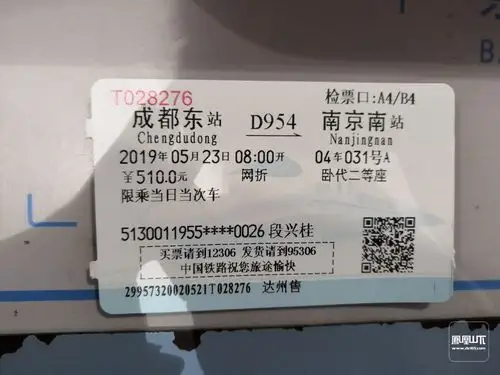 T028276
检票口:A4/B4
成都东站 D954 南京南站
Chengdudong Nanjingnan
2019年05月23日08:00开 04车031号A
￥510.0元 网折 卧代二等座
限乘当日当次车
5130011955****0026 段兴桂
买票请到12306 发货请到95306
中国铁路祝您旅途愉快
29957320020521T028276 达州售
凤凰山下